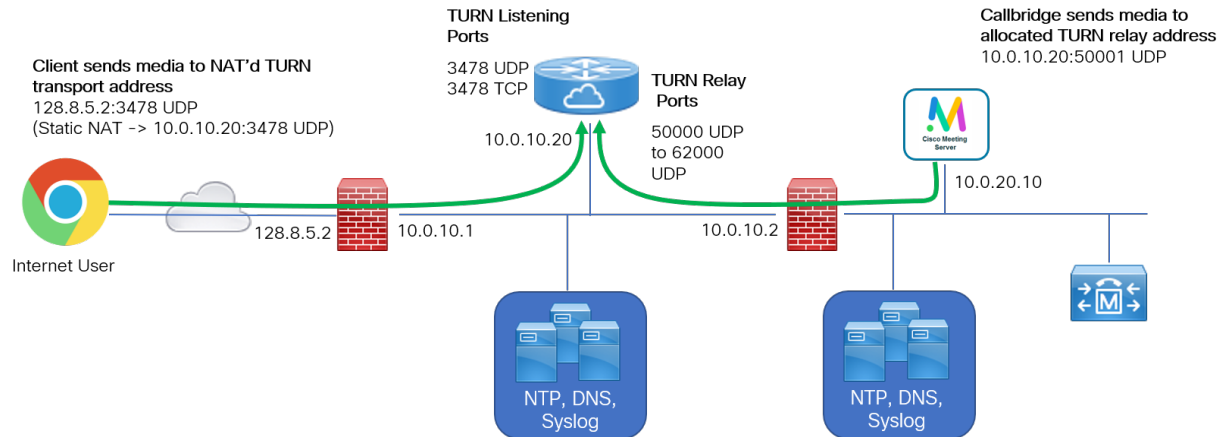 TURN Listening
Ports
3478 UDP
3478 TCP
Callbridge sends media to
allocated TURN relay address
10.0.10.20:50001 UDP
Client sends media to NAT'd TURN
transport address
128.8.5.2:3478 UDP
(Static NAT -> 10.0.10.20:3478 UDP)
TURN Relay
Ports
50000 UDP
to 62000
UDP
10.0.10.20
Cisco Meeting
Server
10.0.20.10
128.8.5.2
10.0.10.1
10.0.10.2
Internet User
M
NTP, DNS,
Syslog
NTP, DNS,
Syslog